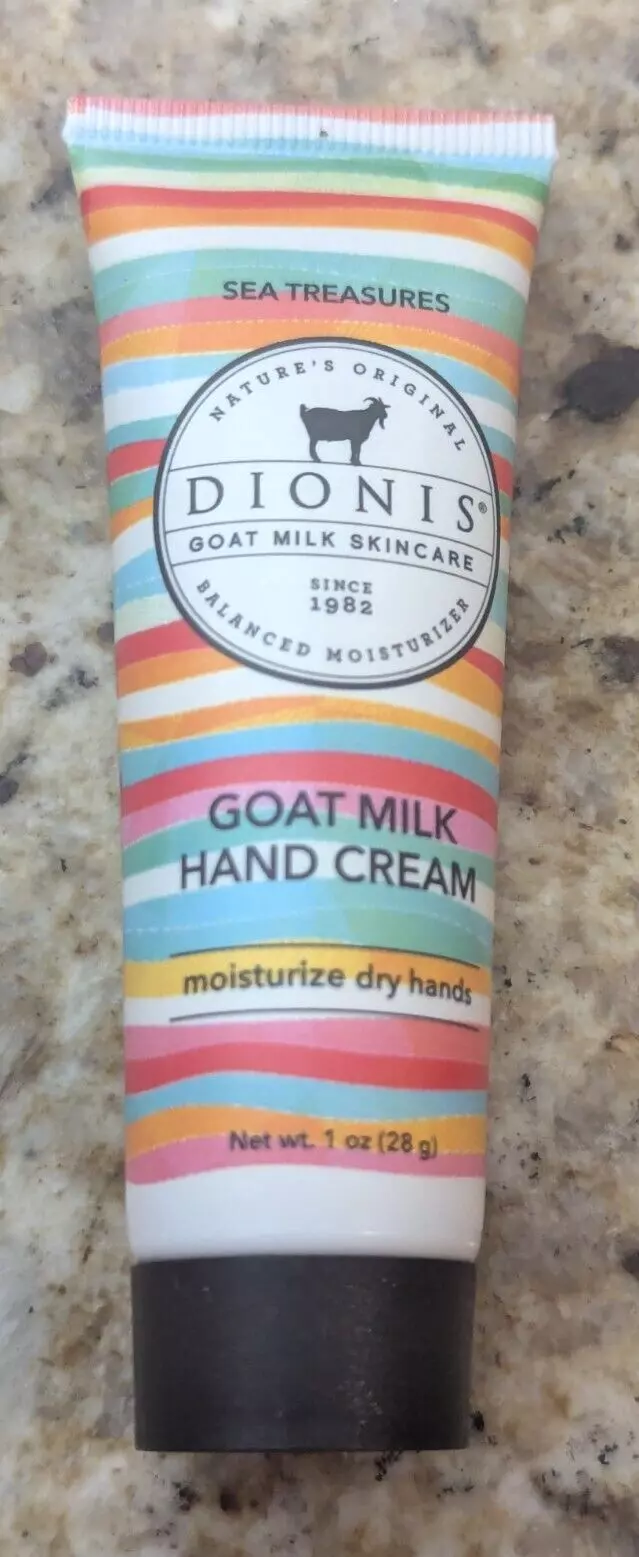 SEA TREASURES
NATURE'S ORIGINAL
DIONIS®
GOAT MILK SKINCARE
SINCE
1982
BALANCED MOISTURIZER
GOAT MILK
HAND CREAM
moisturize dry hands
Net wt. 1 oz (28 g)